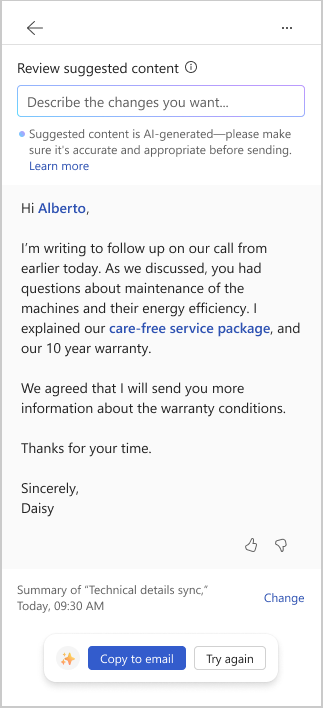 Review suggested content
Describe the changes you want...
Suggested content is AI-generated—please make
sure it's accurate and appropriate before sending.
Learn more
Hi Alberto,
I'm writing to follow up on our call from
earlier today. As we discussed, you had
questions about maintenance of the
machines and their energy efficiency. I
explained our care-free service package, and
our 10 year warranty.
We agreed that I will send you more
information about the warranty conditions.
Thanks for your time.
Sincerely,
Daisy
Summary of "Technical details sync,"
Today, 09:30 AM
Change
Copy to email
Try again